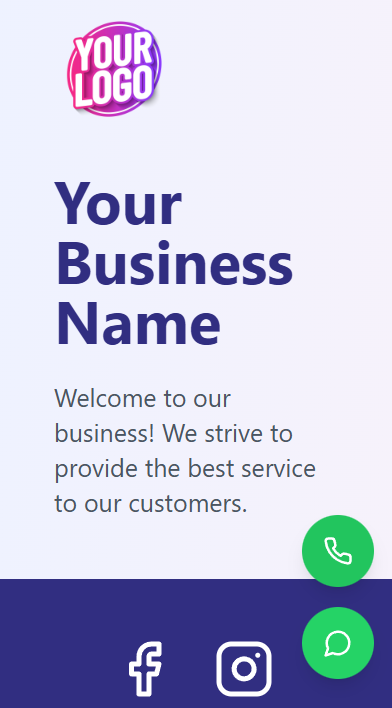 YOUR
LOGO
Your
Business
Name
Welcome to our
business! We strive to
provide the best service
to our customers.